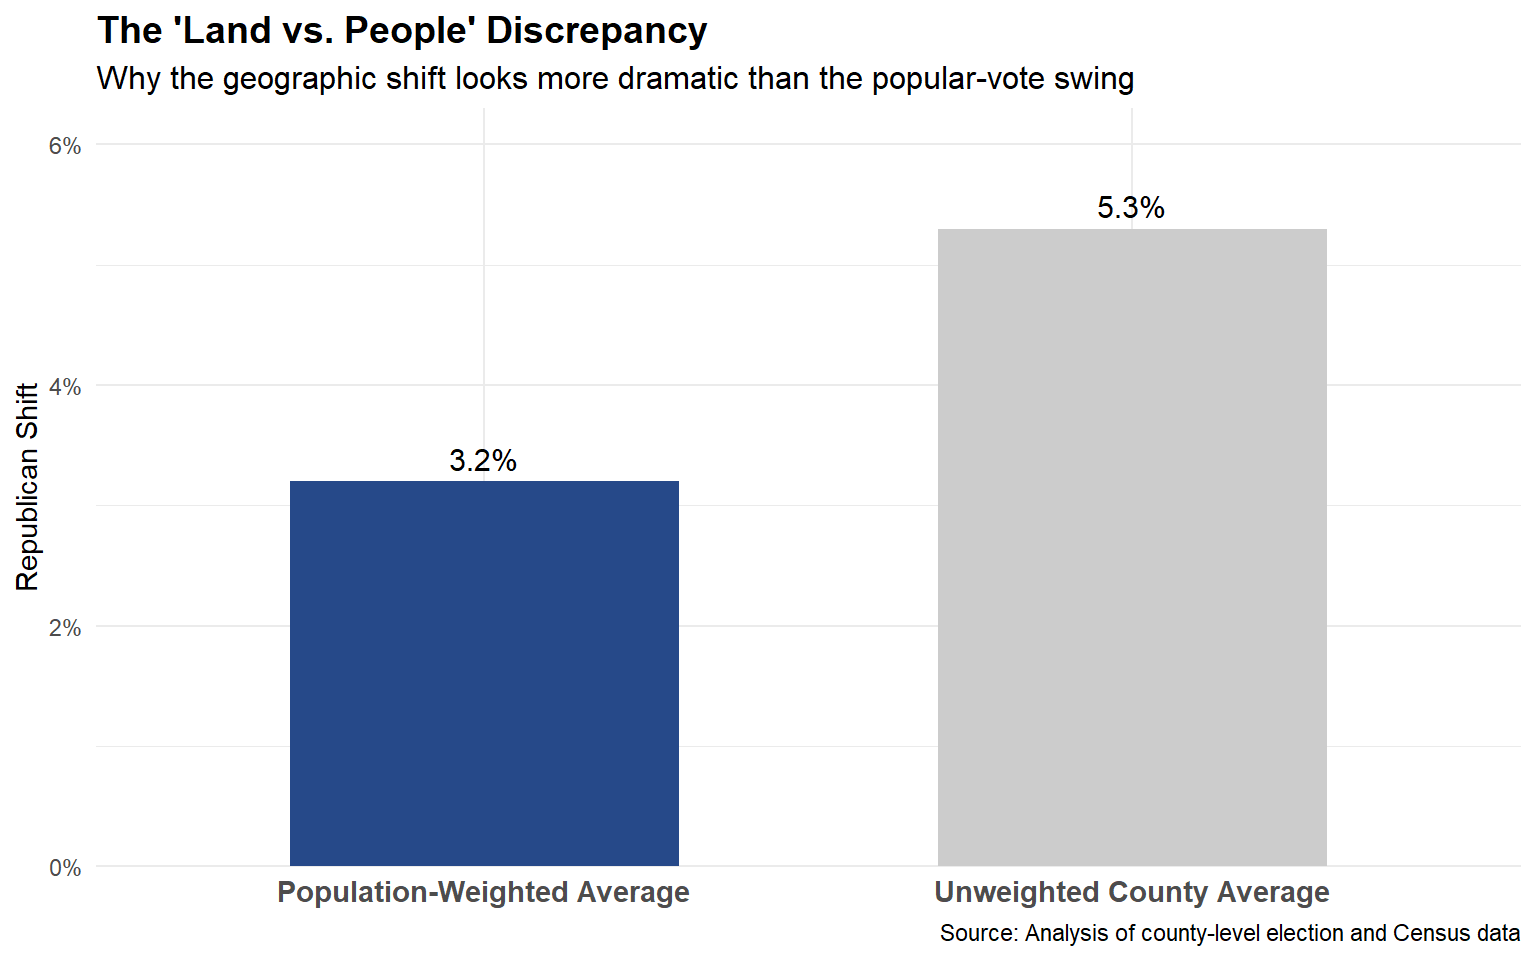 The 'Land vs. People' Discrepancy
Why the geographic shift looks more dramatic than the popular-vote swing
6%
5.3%
4%
Republican Shift
3.2%
2%
0%
Population-Weighted Average
Unweighted County Average
Source: Analysis of county-level election and Census data